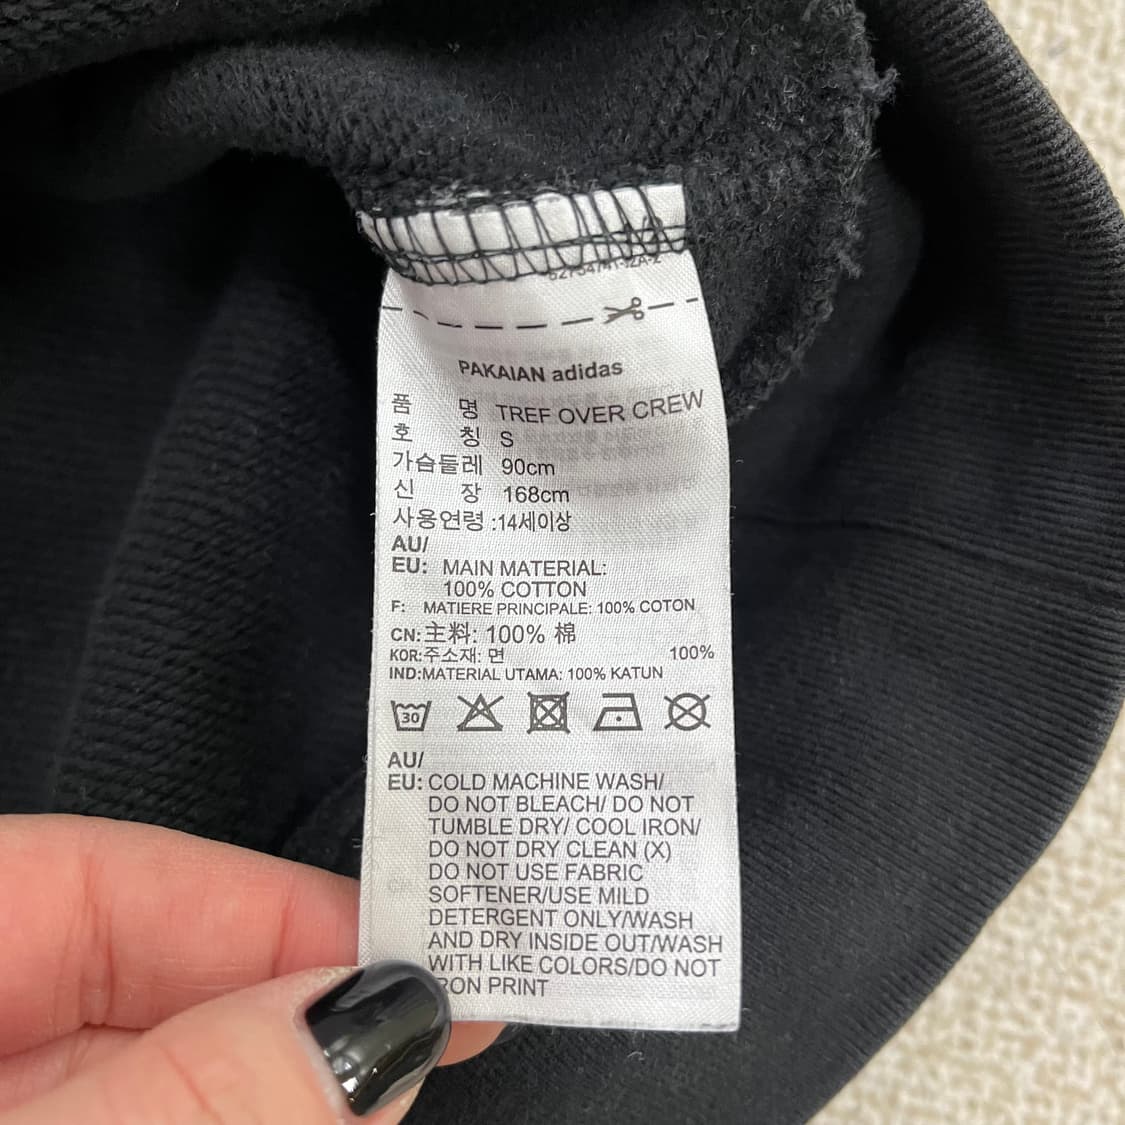 PAKAIAN adidas
품 명 TREF OVER CREW
호 칭 S
가슴둘레 90cm
신 장 168cm
사용연령 :14세이상
AU/
EU: MAIN MATERIAL:
100% COTTON
F: MATIERE PRINCIPALE: 100% COTON
CN:主料: 100% 棉
KOR:주소재: 면 100%
IND:MATERIAL UTAMA: 100% KATUN
30
AU/
EU: COLD MACHINE WASH/
DO NOT BLEACH/ DO NOT
TUMBLE DRY/ COOL IRON/
DO NOT DRY CLEAN (X)
DO NOT USE FABRIC
SOFTENER/USE MILD
DETERGENT ONLY/WASH
AND DRY INSIDE OUT/WASH
WITH LIKE COLORS/DO NOT
IRON PRINT